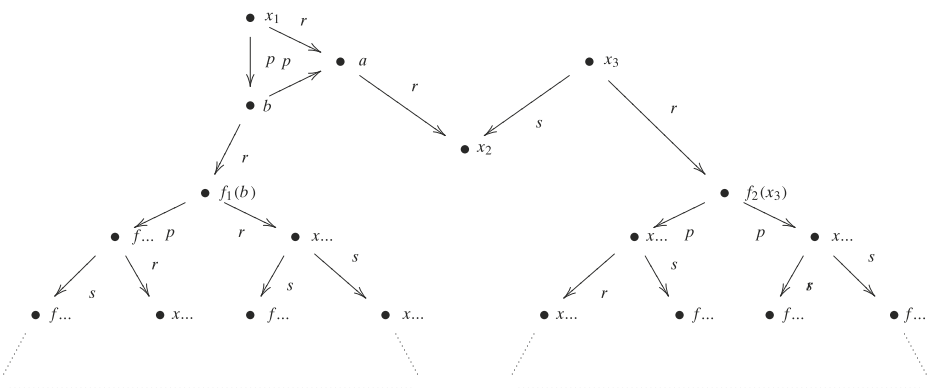 x₁ r
p p a x₃
b r r
s
x₂
r
f₁(b) f₂(x₃)
f... p r x... x... p p x...
r s s s
s s r
f... x... f... x... x... f... f... f...